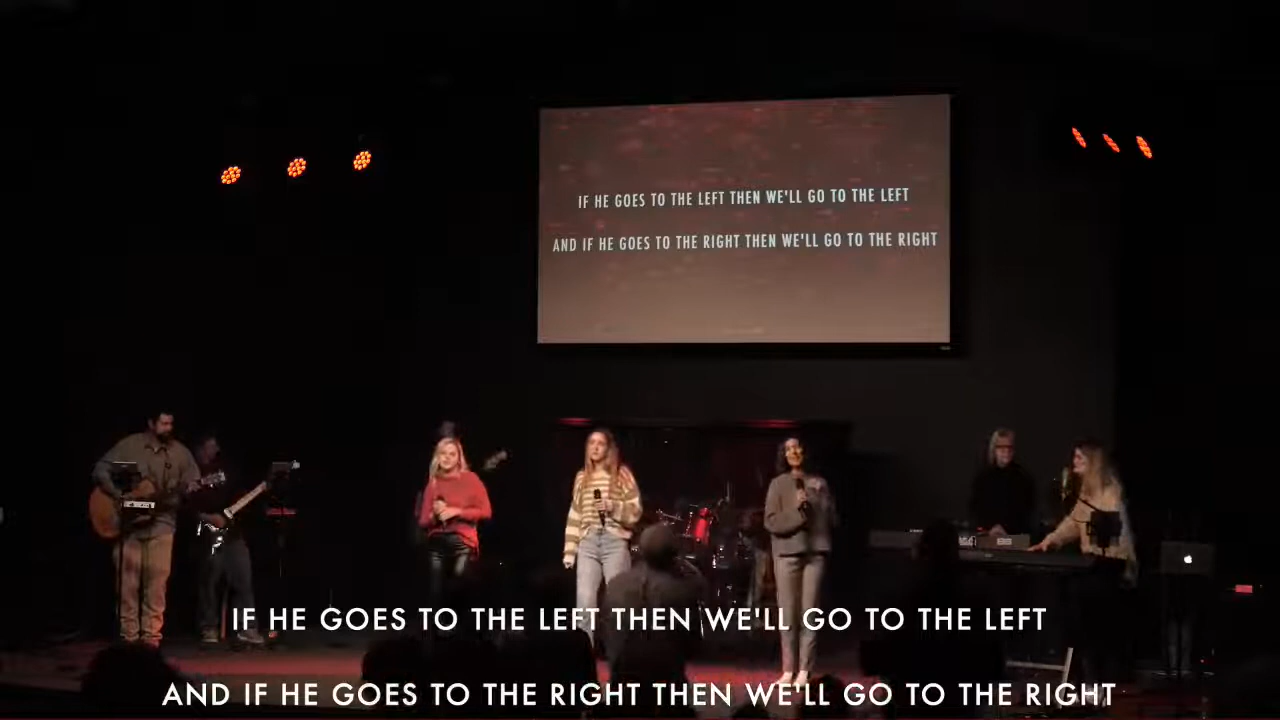 IF HE GOES TO THE LEFT THEN WE'LL GO TO THE LEFT
AND IF HE GOES TO THE RIGHT THEN WE'LL GO TO THE RIGHT
IF HE GOES TO THE LEFT THEN WE'LL GO TO THE LEFT
AND IF HE GOES TO THE RIGHT THEN WE'LL GO TO THE RIGHT